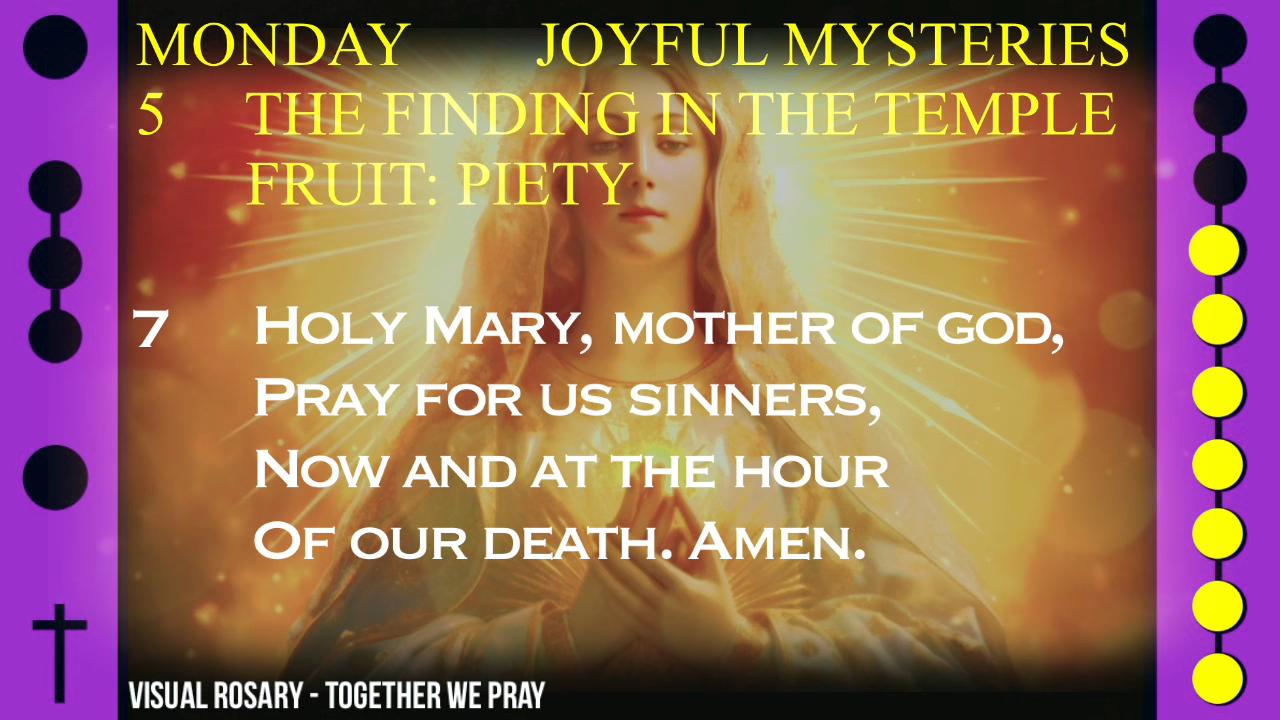 MONDAY JOYFUL MYSTERIES
5 THE FINDING IN THE TEMPLE
FRUIT: PIETY
7 HOLY MARY, MOTHER OF GOD,
PRAY FOR US SINNERS,
NOW AND AT THE HOUR
OF OUR DEATH. AMEN.
VISUAL ROSARY - TOGETHER WE PRAY